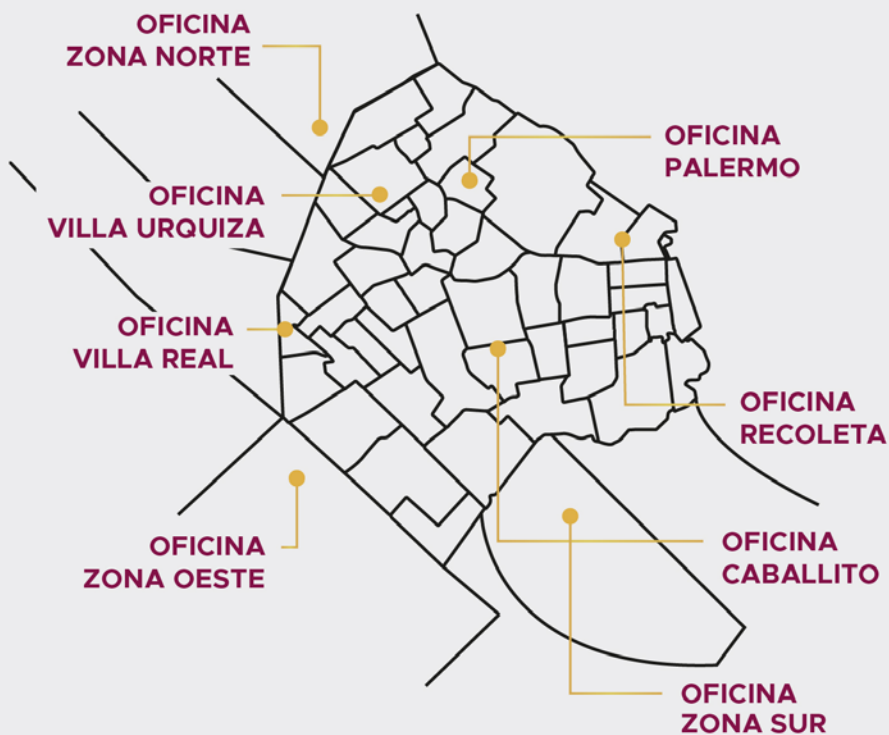 OFICINA
ZONA NORTE
OFICINA
PALERMO
OFICINA
VILLA URQUIZA
OFICINA
VILLA REAL
OFICINA
RECOLETA
OFICINA
ZONA OESTE
OFICINA
CABALLITO
OFICINA
ZONA SUR